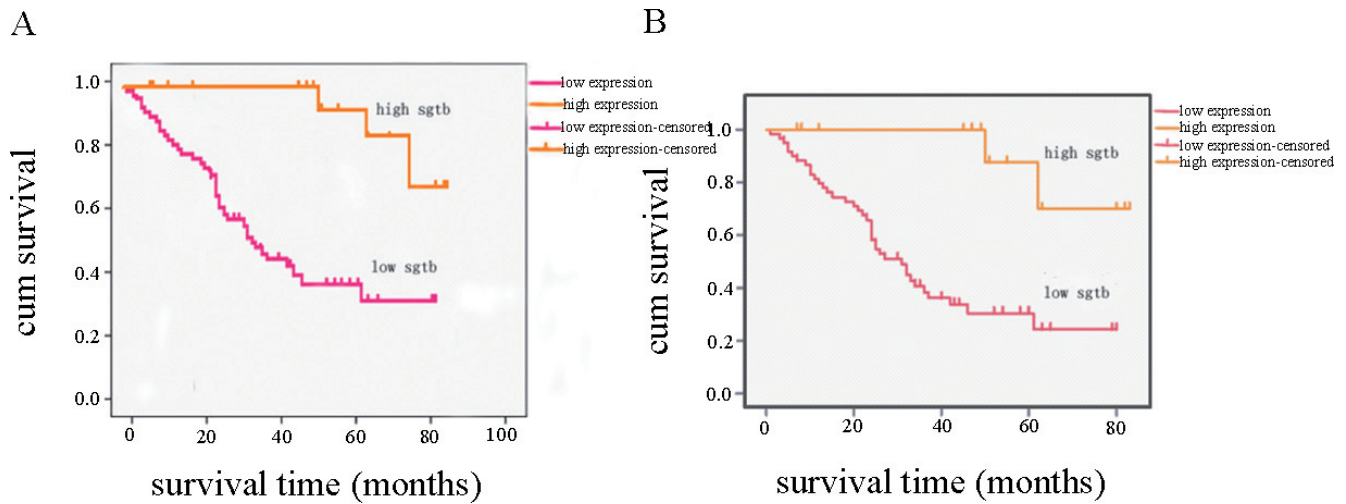 A
cum survival
1.0
0.8
0.6
0.4
0.2
0.0
0
20
40
60
80
100
survival time (months)
high sgtb
low sgtb
low expression
high expression
low expression-censored
high expression-censored
B
cum survival
1.0
0.8
0.6
0.4
0.2
0.0
0
20
40
60
80
survival time (months)
high sgtb
low sgtb
low expression
high expression
low expression-censored
high expression-censored